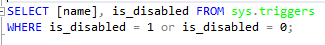 SELECT [name], is_disabled FROM sys.triggers
WHERE is_disabled = 1 or is_disabled = 0;